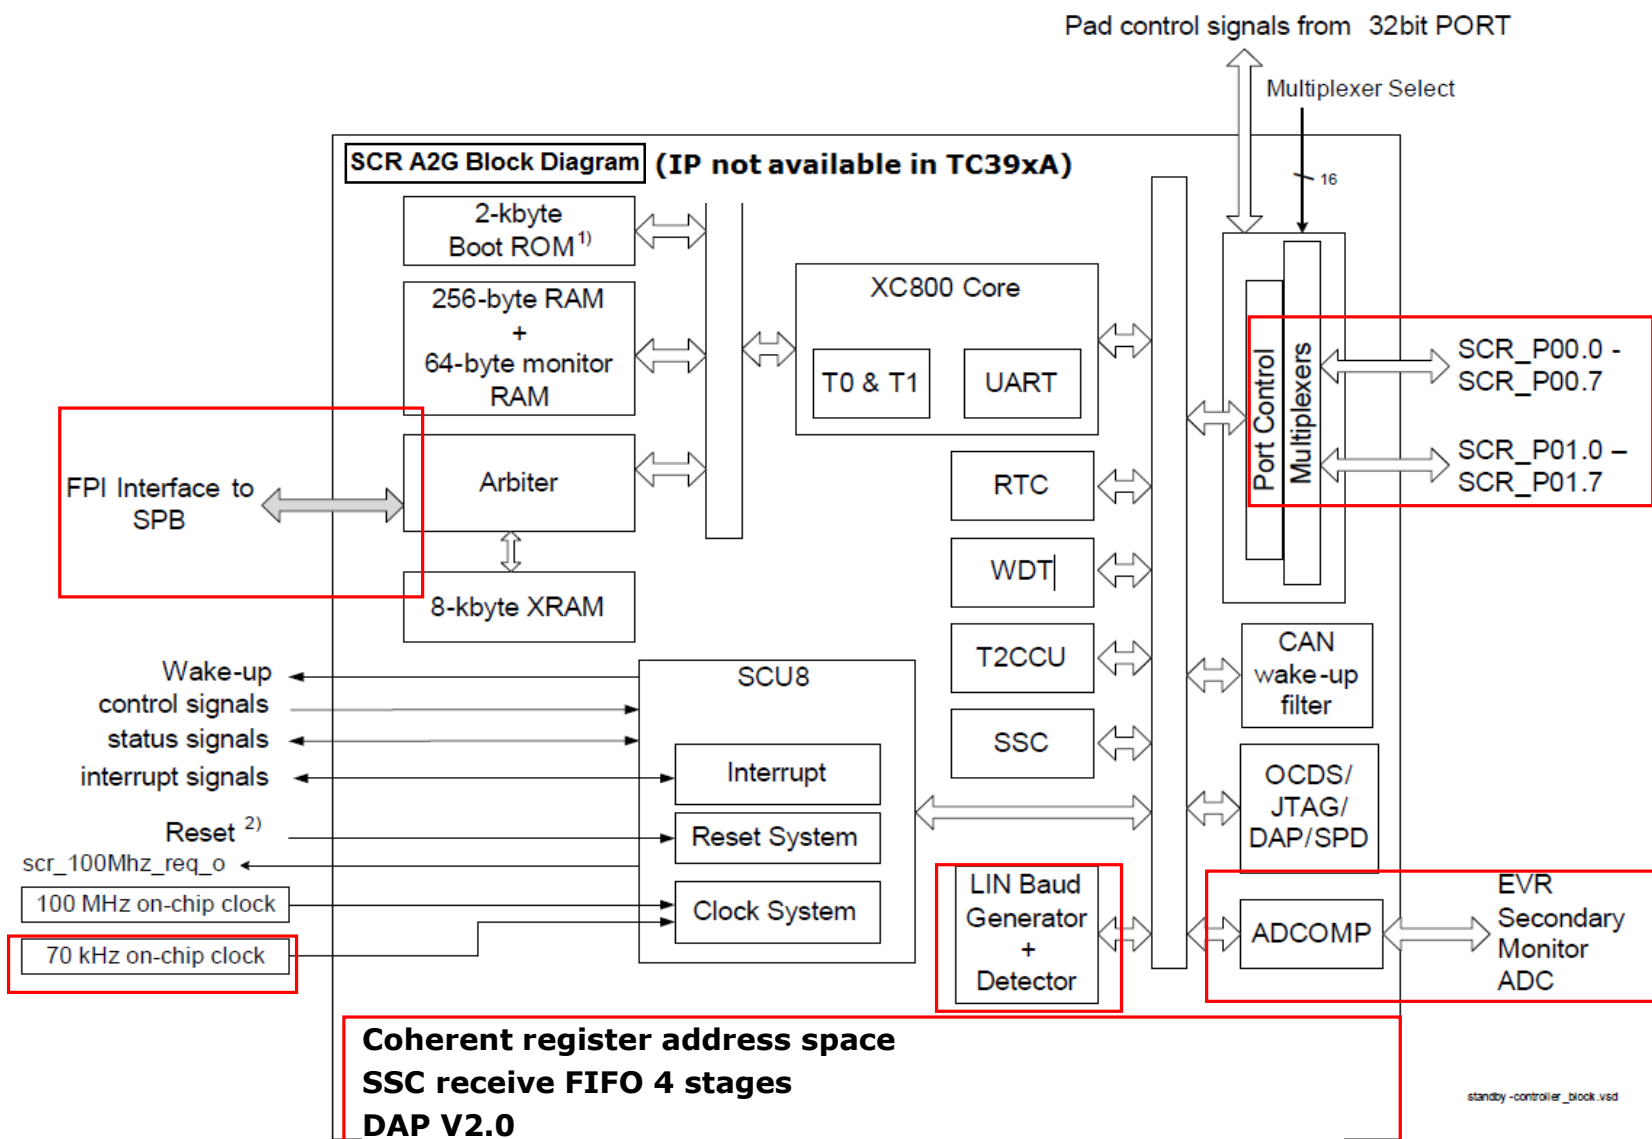 Pad control signals from 32bit PORT
Multiplexer Select
16
SCR A2G Block Diagram (IP not available in TC39xA)
2-kbyte
Boot ROM 1)
256-byte RAM
+
64-byte monitor
RAM
Arbiter
8-kbyte XRAM
FPI Interface to
SPB
XC800 Core
T0 & T1
UART
RTC
WDT
T2CCU
SSC
Port Control
Multiplexers
SCR_P00.0 -
SCR_P00.7
SCR_P01.0 –
SCR_P01.7
CAN
wake-up
filter
OCDS/
JTAG/
DAP/SPD
Wake-up
control signals
status signals
interrupt signals
Reset 2)
scr_100Mhz_req_o
100 MHz on-chip clock
70 kHz on-chip clock
SCU8
Interrupt
Reset System
Clock System
LIN Baud
Generator
+
Detector
ADCOMP
EVR
Secondary
Monitor
ADC
Coherent register address space
SSC receive FIFO 4 stages
DAP V2.0
standby-controller_block.vsd